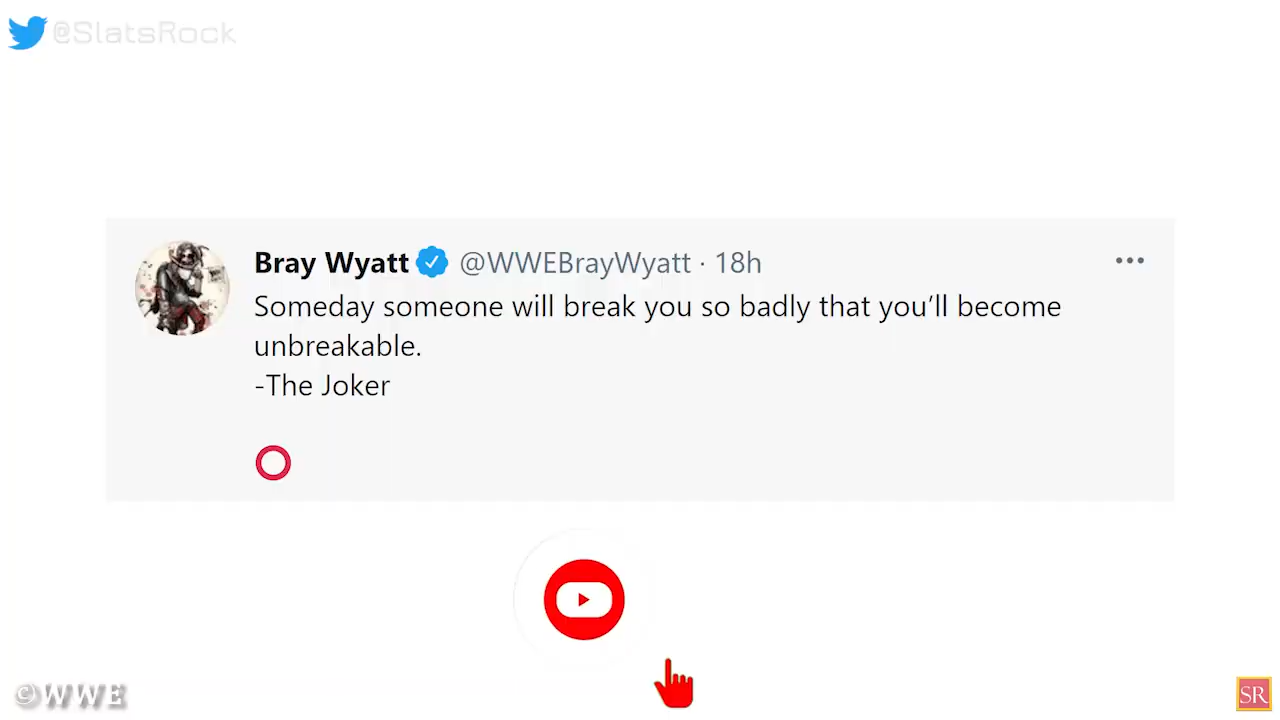 @SlatsRock
Bray Wyatt @WWEBrayWyatt · 18h
Someday someone will break you so badly that you’ll become
unbreakable.
-The Joker
©WWE
SR